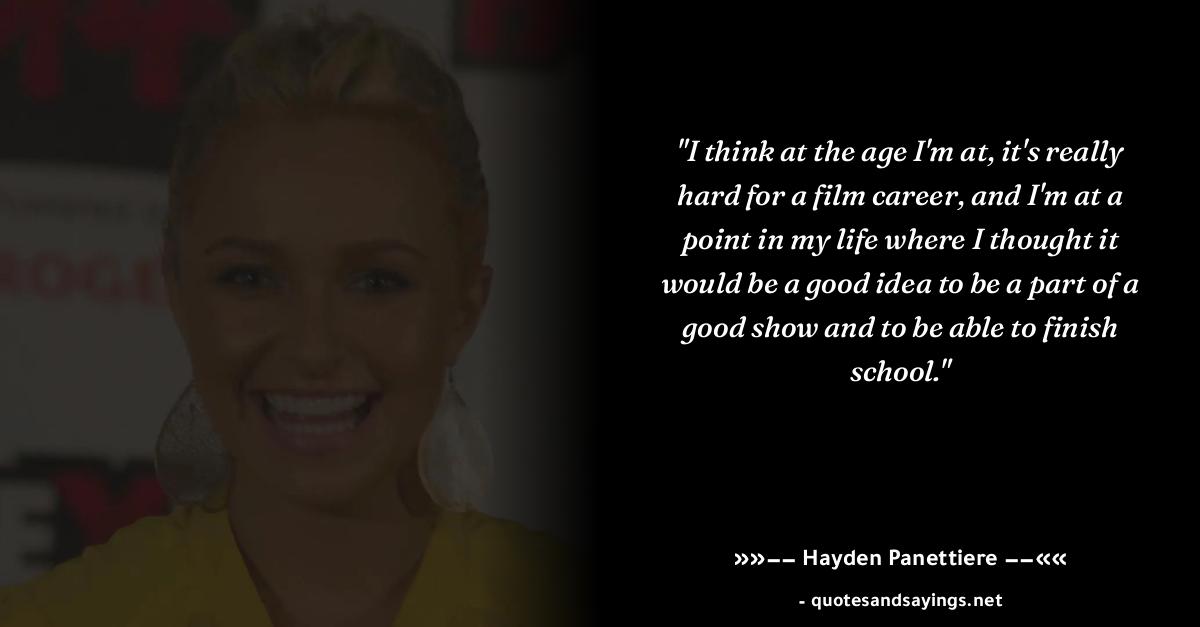 "I think at the age I'm at, it's really
hard for a film career, and I'm at a
point in my life where I thought it
would be a good idea to be a part of a
good show and to be able to finish
school."
»»–– Hayden Panettiere ––««
- quotesandsayings.net